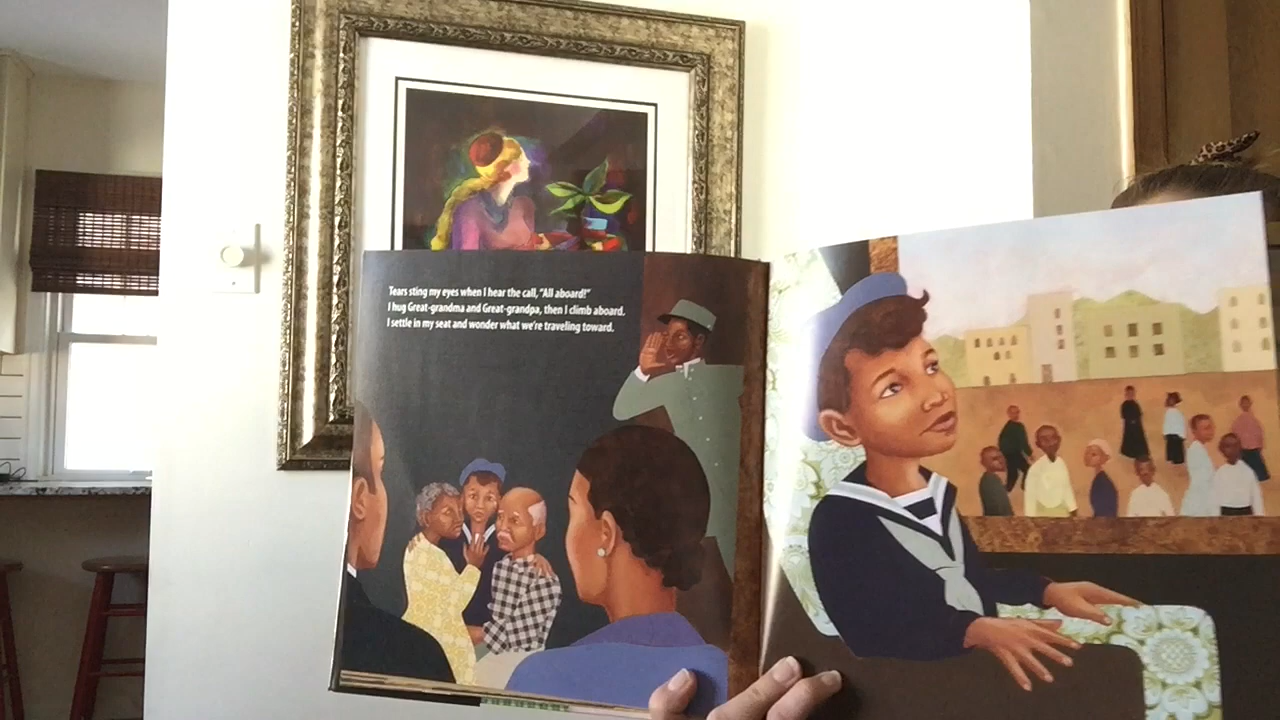 Tears sting my eyes when I hear the call, "All aboard!"
I hug Great-grandma and Great-grandpa, then I climb aboard.
I settle in my seat and wonder what we're traveling toward.